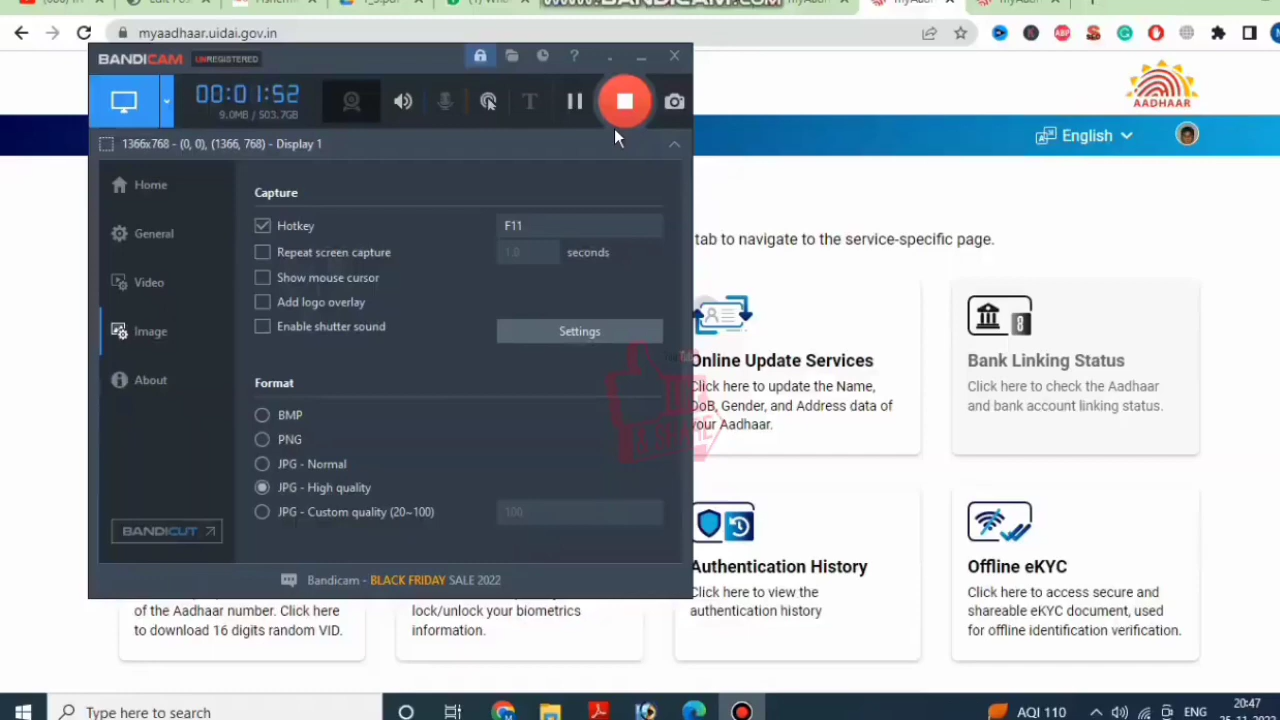 WWW.BANDICAM.COM
myaadhaar.uidai.gov.in
BANDICAM UNREGISTERED
?
00:01:52
9.0MB / 503.7GB
T
1366x768 - (0, 0), (1366, 768) - Display 1
AADHAAR
English
Home
General
Video
Image
About
BANDICUT
Capture
Hotkey F11
Repeat screen capture 1.0 seconds
Show mouse cursor
Add logo overlay
Enable shutter sound
Settings
Format
BMP
PNG
JPG - Normal
JPG - High quality
JPG - Custom quality (20~100) 100
Bandicam - BLACK FRIDAY SALE 2022
tab to navigate to the service-specific page.
Online Update Services
Click here to update the Name,
DoB, Gender, and Address data of
your Aadhaar.
Bank Linking Status
Click here to check the Aadhaar
and bank account linking status.
of the Aadhaar number. Click here
to download 16 digits random VID.
lock/unlock your biometrics
information.
Authentication History
Click here to view the
authentication history
Offline eKYC
Click here to access secure and
shareable eKYC document, used
for offline identification verification.
Type here to search
AQI 110
ENG
20:47